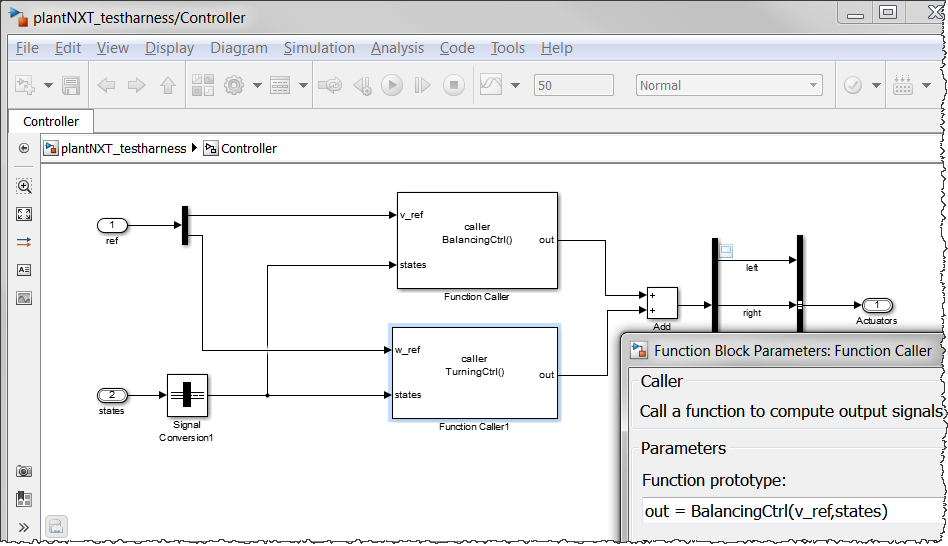 plantNXT_testharness/Controller
File Edit View Display Diagram Simulation Analysis Code Tools Help
50 Normal
Controller
plantNXT_testharness Controller
1
ref
v_ref
caller
BalancingCtrl()
out
states
Function Caller
w_ref
caller
TurningCtrl()
out
states
Function Caller1
2
states
Signal
Conversion1
+
+
Add
left
right
1
Actuators
Function Block Parameters: Function Caller
Caller
Call a function to compute output signals
Parameters
Function prototype:
out = BalancingCtrl(v_ref,states)